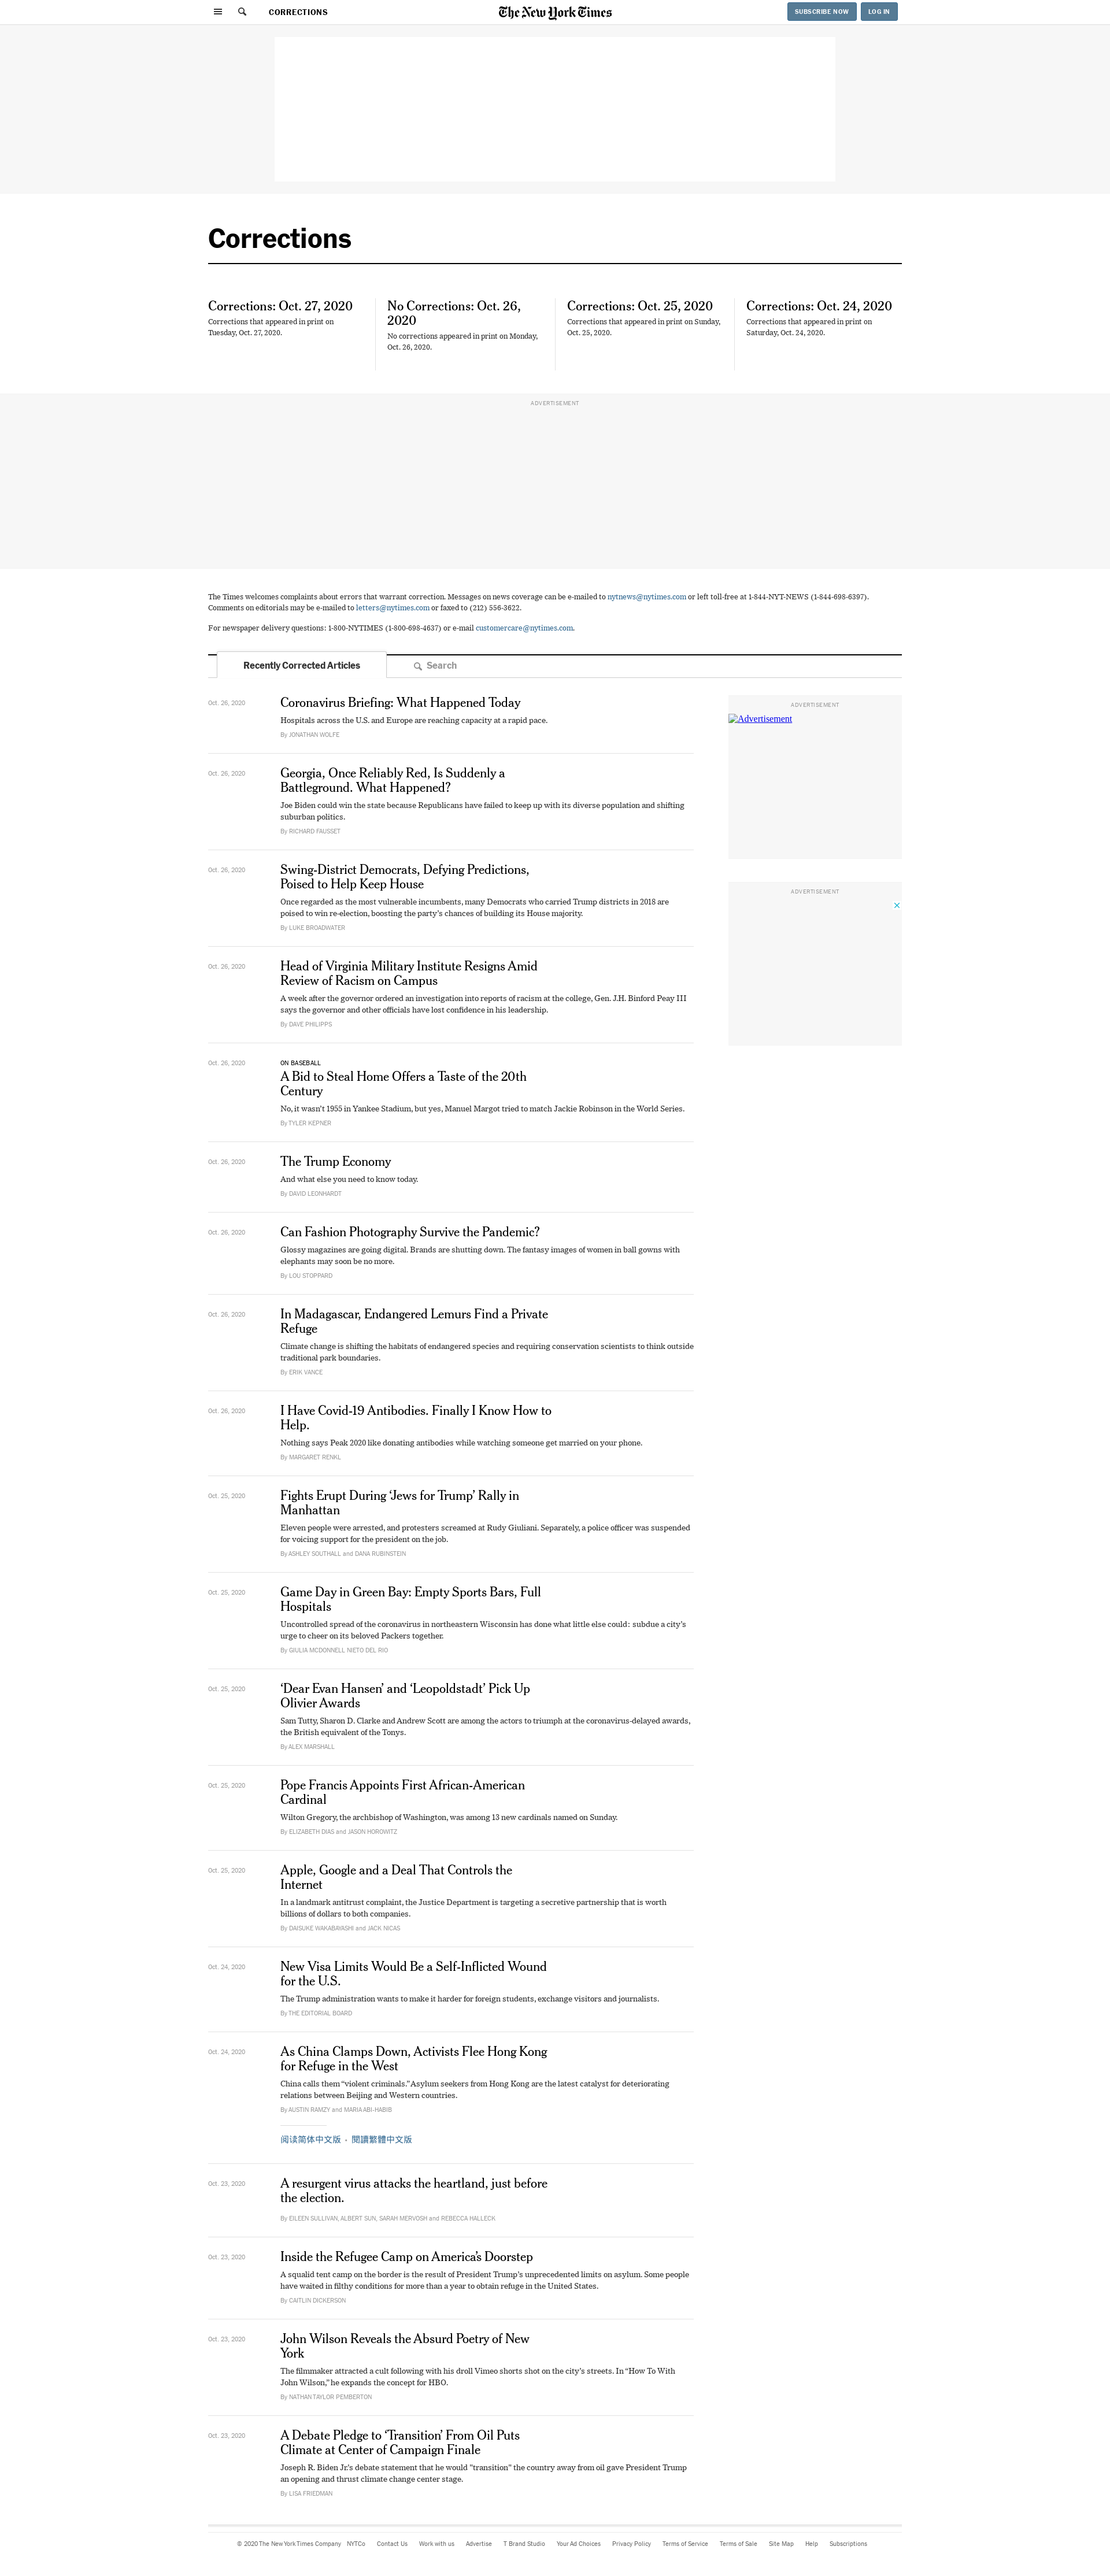 CORRECTIONS
The New York Times
SUBSCRIBE NOW
LOG IN
Corrections
Corrections: Oct. 27, 2020
Corrections that appeared in print on
Tuesday, Oct. 27, 2020.
No Corrections: Oct. 26,
2020
No corrections appeared in print on Monday,
Oct. 26, 2020.
Corrections: Oct. 25, 2020
Corrections that appeared in print on Sunday,
Oct. 25, 2020.
Corrections: Oct. 24, 2020
Corrections that appeared in print on
Saturday, Oct. 24, 2020.
ADVERTISEMENT
The Times welcomes complaints about errors that warrant correction. Messages on news coverage can be e-mailed to nytnews@nytimes.com or left toll-free at 1-844-NYT-NEWS (1-844-698-6397).
Comments on editorials may be e-mailed to letters@nytimes.com or faxed to (212) 556-3622.
For newspaper delivery questions: 1-800-NYTIMES (1-800-698-4637) or e-mail customercare@nytimes.com.
Recently Corrected Articles
Search
Oct. 26, 2020
Coronavirus Briefing: What Happened Today
Hospitals across the U.S. and Europe are reaching capacity at a rapid pace.
By JONATHAN WOLFE
ADVERTISEMENT
Advertisement
Oct. 26, 2020
Georgia, Once Reliably Red, Is Suddenly a
Battleground. What Happened?
Joe Biden could win the state because Republicans have failed to keep up with its diverse population and shifting
suburban politics.
By RICHARD FAUSSET
Oct. 26, 2020
Swing-District Democrats, Defying Predictions,
Poised to Help Keep House
Once regarded as the most vulnerable incumbents, many Democrats who carried Trump districts in 2018 are
poised to win re-election, boosting the party’s chances of building its House majority.
By LUKE BROADWATER
ADVERTISEMENT
Oct. 26, 2020
Head of Virginia Military Institute Resigns Amid
Review of Racism on Campus
A week after the governor ordered an investigation into reports of racism at the college, Gen. J.H. Binford Peay III
says the governor and other officials have lost confidence in his leadership.
By DAVE PHILIPPS
Oct. 26, 2020
ON BASEBALL
A Bid to Steal Home Offers a Taste of the 20th
Century
No, it wasn’t 1955 in Yankee Stadium, but yes, Manuel Margot tried to match Jackie Robinson in the World Series.
By TYLER KEPNER
Oct. 26, 2020
The Trump Economy
And what else you need to know today.
By DAVID LEONHARDT
Oct. 26, 2020
Can Fashion Photography Survive the Pandemic?
Glossy magazines are going digital. Brands are shutting down. The fantasy images of women in ball gowns with
elephants may soon be no more.
By LOU STOPPARD
Oct. 26, 2020
In Madagascar, Endangered Lemurs Find a Private
Refuge
Climate change is shifting the habitats of endangered species and requiring conservation scientists to think outside
traditional park boundaries.
By ERIK VANCE
Oct. 26, 2020
I Have Covid-19 Antibodies. Finally I Know How to
Help.
Nothing says Peak 2020 like donating antibodies while watching someone get married on your phone.
By MARGARET RENKL
Oct. 25, 2020
Fights Erupt During ‘Jews for Trump’ Rally in
Manhattan
Eleven people were arrested, and protesters screamed at Rudy Giuliani. Separately, a police officer was suspended
for voicing support for the president on the job.
By ASHLEY SOUTHALL and DANA RUBINSTEIN
Oct. 25, 2020
Game Day in Green Bay: Empty Sports Bars, Full
Hospitals
Uncontrolled spread of the coronavirus in northeastern Wisconsin has done what little else could: subdue a city’s
urge to cheer on its beloved Packers together.
By GIULIA MCDONNELL NIETO DEL RIO
Oct. 25, 2020
‘Dear Evan Hansen’ and ‘Leopoldstadt’ Pick Up
Olivier Awards
Sam Tutty, Sharon D. Clarke and Andrew Scott are among the actors to triumph at the coronavirus-delayed awards,
the British equivalent of the Tonys.
By ALEX MARSHALL
Oct. 25, 2020
Pope Francis Appoints First African-American
Cardinal
Wilton Gregory, the archbishop of Washington, was among 13 new cardinals named on Sunday.
By ELIZABETH DIAS and JASON HOROWITZ
Oct. 25, 2020
Apple, Google and a Deal That Controls the
Internet
In a landmark antitrust complaint, the Justice Department is targeting a secretive partnership that is worth
billions of dollars to both companies.
By DAISUKE WAKABAYASHI and JACK NICAS
Oct. 24, 2020
New Visa Limits Would Be a Self-Inflicted Wound
for the U.S.
The Trump administration wants to make it harder for foreign students, exchange visitors and journalists.
By THE EDITORIAL BOARD
Oct. 24, 2020
As China Clamps Down, Activists Flee Hong Kong
for Refuge in the West
China calls them “violent criminals.” Asylum seekers from Hong Kong are the latest catalyst for deteriorating
relations between Beijing and Western countries.
By AUSTIN RAMZY and MARIA ABI-HABIB
阅读简体中文版 · 閱讀繁體中文版
Oct. 23, 2020
A resurgent virus attacks the heartland, just before
the election.
By EILEEN SULLIVAN, ALBERT SUN, SARAH MERVOSH and REBECCA HALLECK
Oct. 23, 2020
Inside the Refugee Camp on America’s Doorstep
A squalid tent camp on the border is the result of President Trump’s unprecedented limits on asylum. Some people
have waited in filthy conditions for more than a year to obtain refuge in the United States.
By CAITLIN DICKERSON
Oct. 23, 2020
John Wilson Reveals the Absurd Poetry of New
York
The filmmaker attracted a cult following with his droll Vimeo shorts shot on the city’s streets. In “How To With
John Wilson,” he expands the concept for HBO.
By NATHAN TAYLOR PEMBERTON
Oct. 23, 2020
A Debate Pledge to ‘Transition’ From Oil Puts
Climate at Center of Campaign Finale
Joseph R. Biden Jr.’s debate statement that he would “transition” the country away from oil gave President Trump
an opening and thrust climate change center stage.
By LISA FRIEDMAN
© 2020 The New York Times Company NYTCo Contact Us Work with us Advertise T Brand Studio Your Ad Choices Privacy Policy Terms of Service Terms of Sale Site Map Help Subscriptions